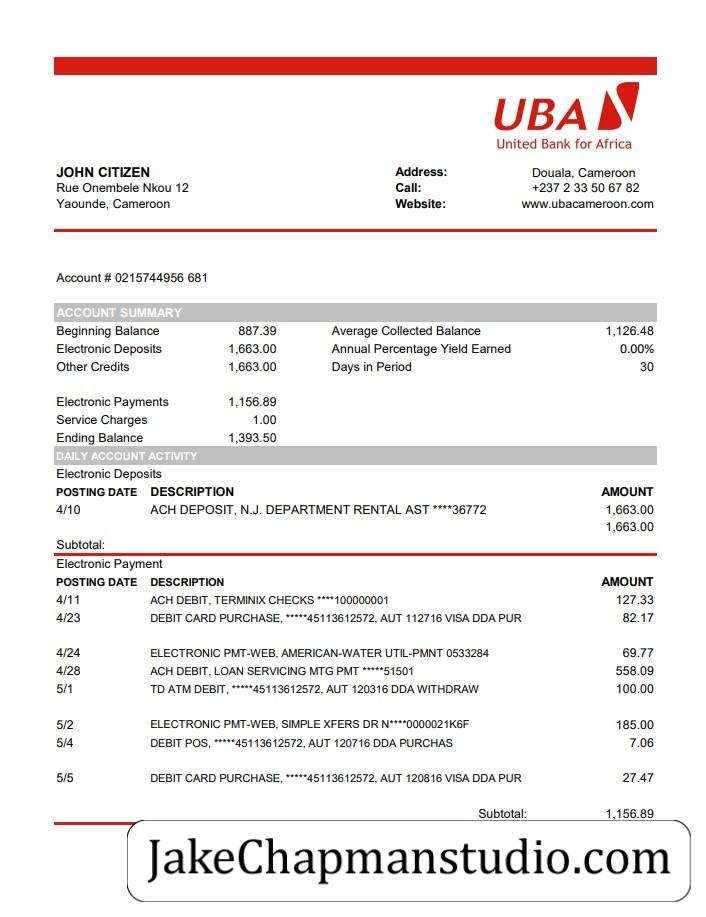 UBA
United Bank for Africa
JOHN CITIZEN Address: Douala, Cameroon
Rue Onembele Nkou 12 Call: +237 2 33 50 67 82
Yaounde, Cameroon Website: www.ubacameroon.com
Account # 0215744956 681
ACCOUNT SUMMARY
Beginning Balance 887.39 Average Collected Balance 1,126.48
Electronic Deposits 1,663.00 Annual Percentage Yield Earned 0.00%
Other Credits 1,663.00 Days in Period 30
Electronic Payments 1,156.89
Service Charges 1.00
Ending Balance 1,393.50
DAILY ACCOUNT ACTIVITY
Electronic Deposits
POSTING DATE DESCRIPTION AMOUNT
4/10 ACH DEPOSIT, N.J. DEPARTMENT RENTAL AST ****36772 1,663.00
1,663.00
Subtotal:
Electronic Payment
POSTING DATE DESCRIPTION AMOUNT
4/11 ACH DEBIT, TERMINIX CHECKS ****100000001 127.33
4/23 DEBIT CARD PURCHASE, *****45113612572, AUT 112716 VISA DDA PUR 82.17
4/24 ELECTRONIC PMT-WEB, AMERICAN-WATER UTIL-PMNT 0533284 69.77
4/28 ACH DEBIT, LOAN SERVICING MTG PMT *****51501 558.09
5/1 TD ATM DEBIT, *****45113612572, AUT 120316 DDA WITHDRAW 100.00
5/2 ELECTRONIC PMT-WEB, SIMPLE XFERS DR N****0000021K6F 185.00
5/4 DEBIT POS, *****45113612572, AUT 120716 DDA PURCHAS 7.06
5/5 DEBIT CARD PURCHASE, *****45113612572, AUT 120816 VISA DDA PUR 27.47
Subtotal: 1,156.89
JakeChapmanstudio.com